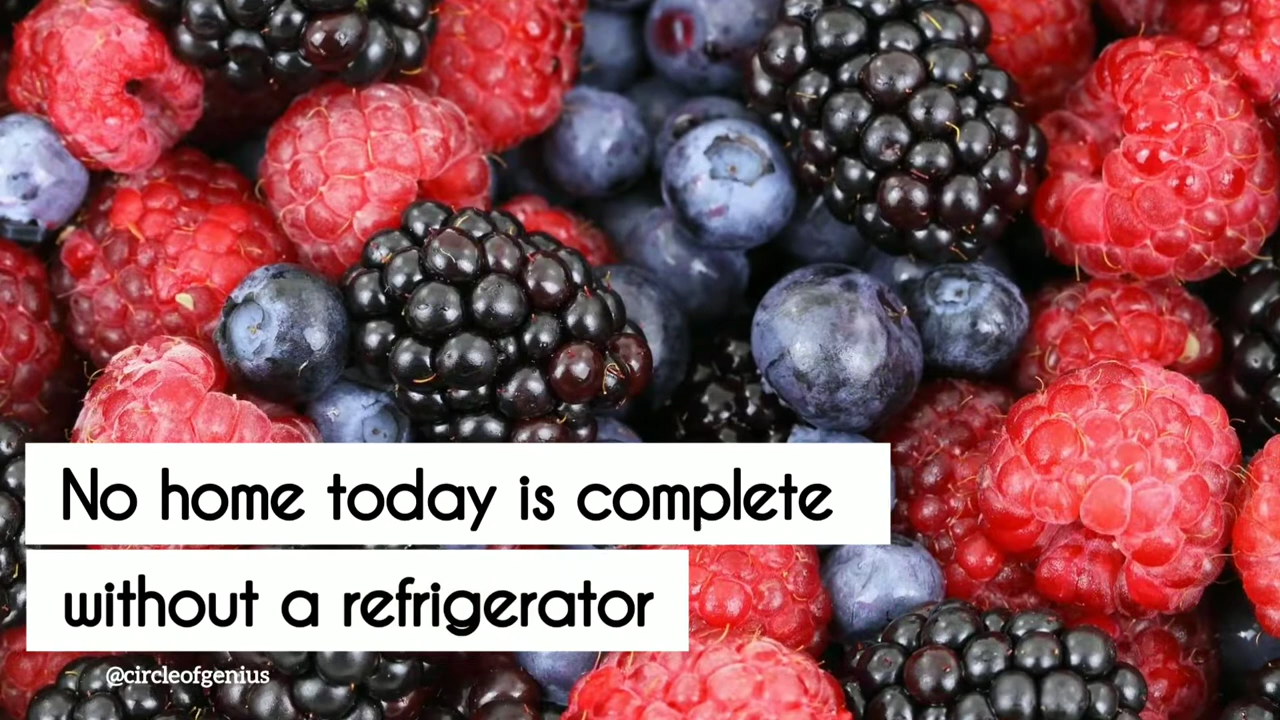 No home today is complete
without a refrigerator
@circleofgenius